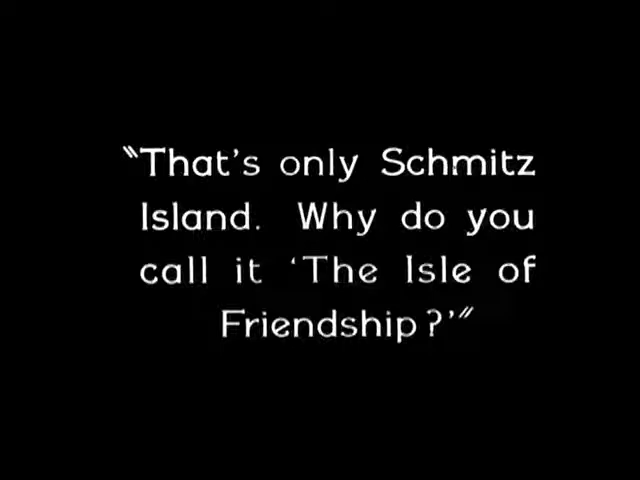 "That's only Schmitz
Island. Why do you
call it 'The Isle of
Friendship?'"